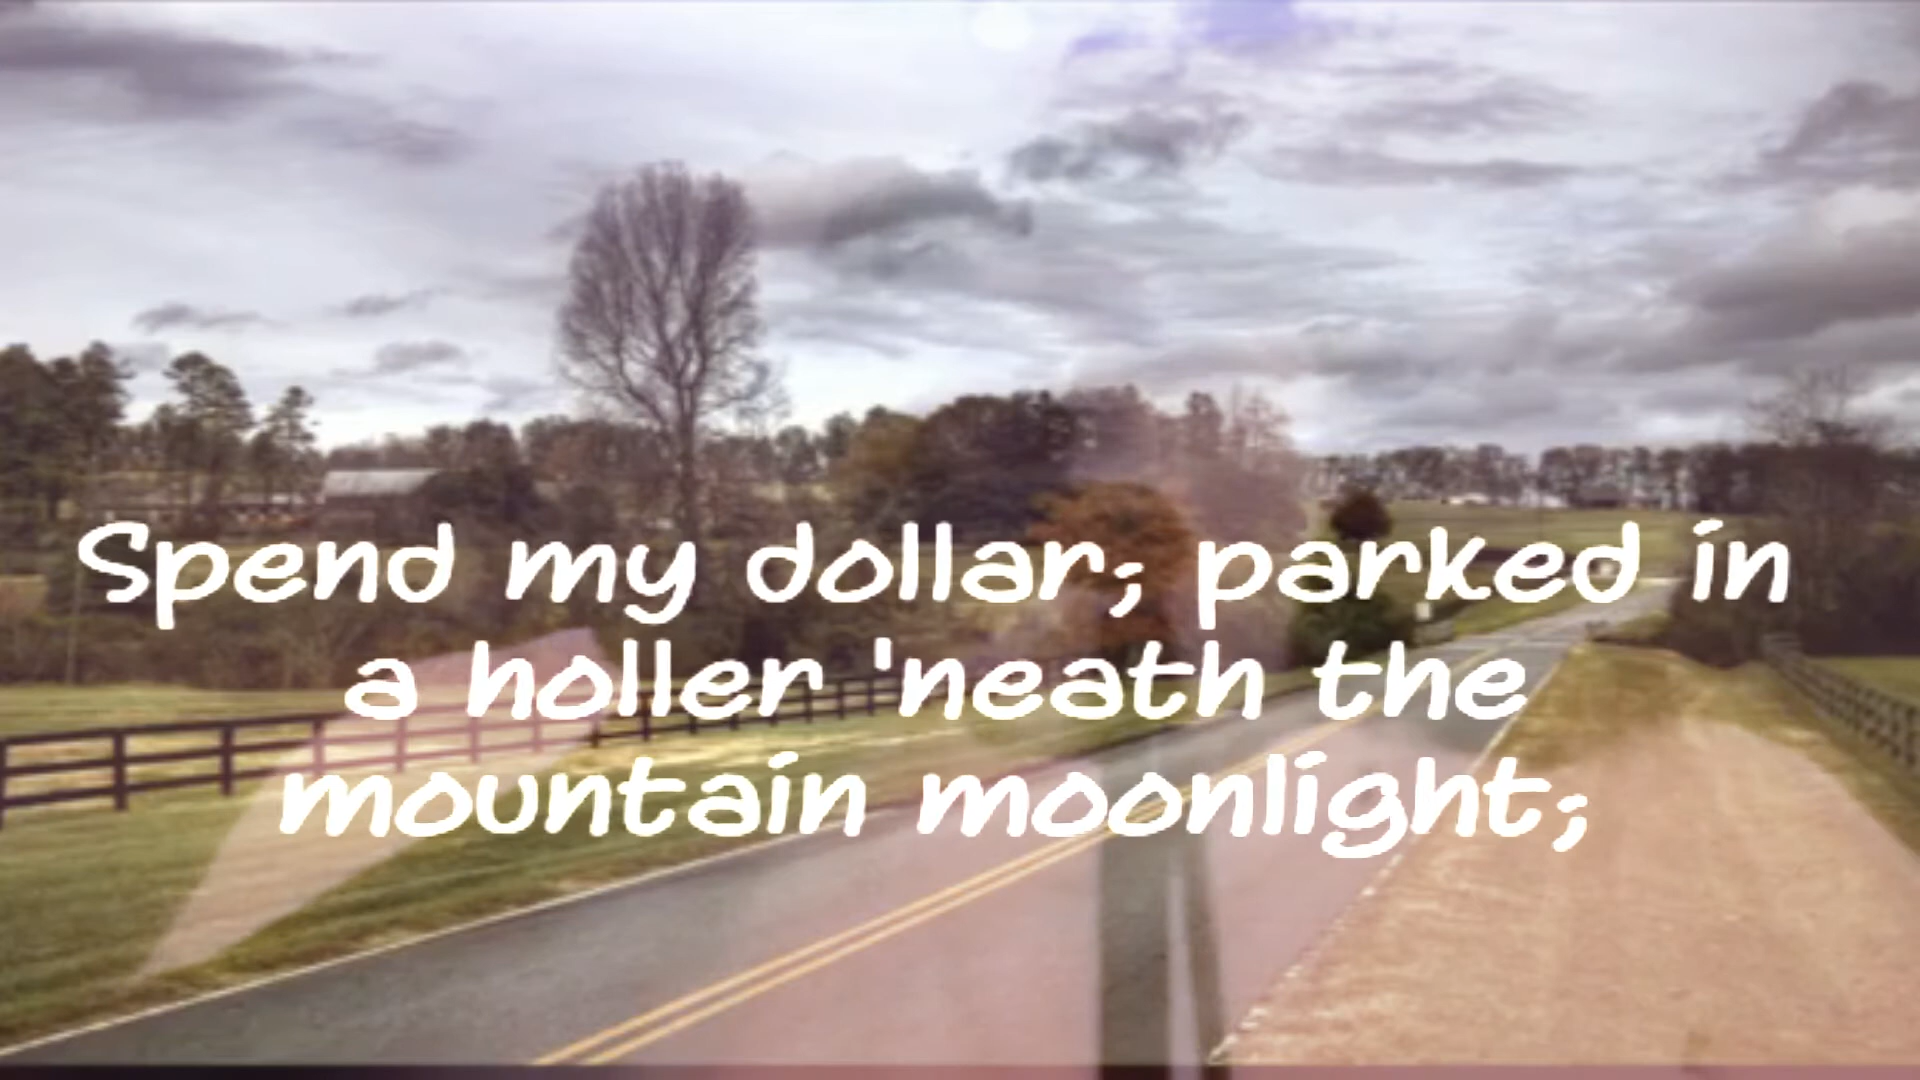 Spend my dollar; parked in
a holler 'neath the
mountain moonlight;